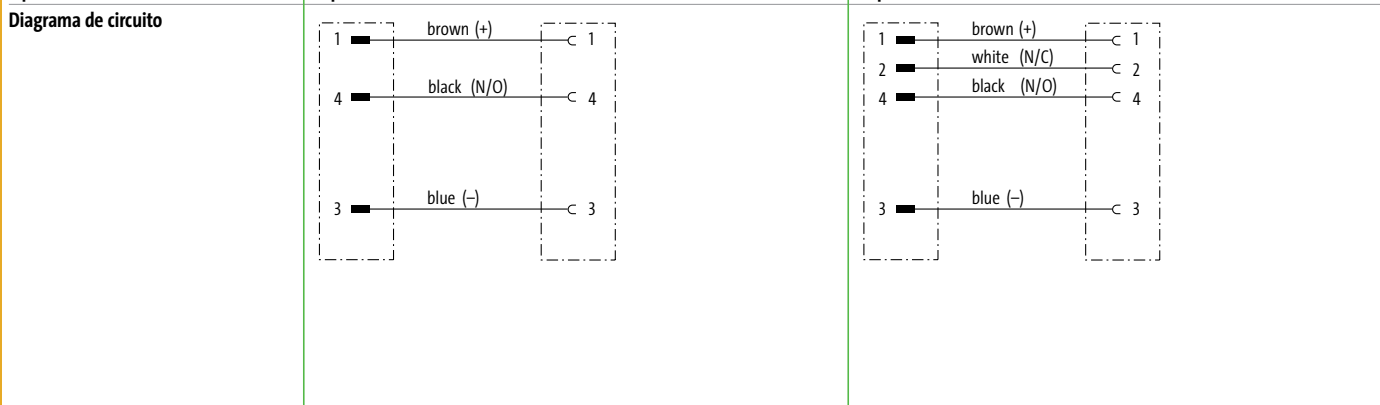 Diagrama de circuito
1 brown (+) 1
4 black (N/O) 4
3 blue (–) 3
1 brown (+) 1
2 white (N/C) 2
4 black (N/O) 4
3 blue (–) 3